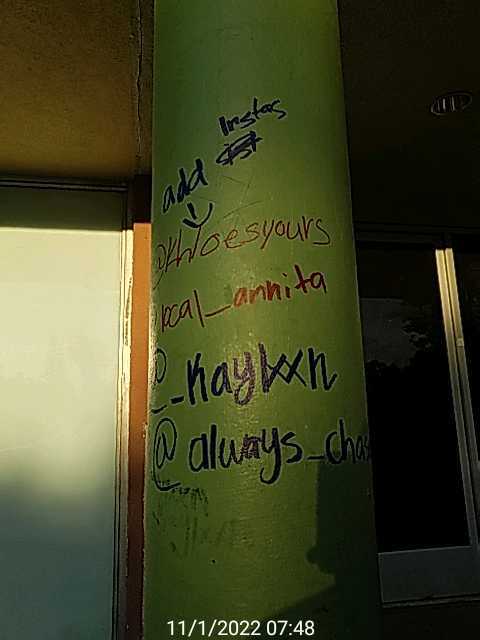 Instas
add
@khloesyours
local_annita
@_kaylxxn
@always_chas
11/1/2022 07:48